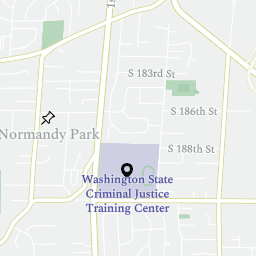 S 183rd St
S 186th St
Normandy Park
S 188th St
Washington State
Criminal Justice
Training Center